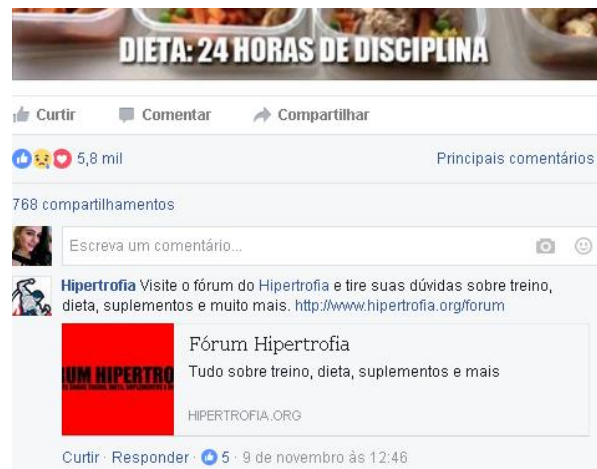 DIETA: 24 HORAS DE DISCIPLINA
Curtir Comentar Compartilhar
5,8 mil Principais comentários
768 compartilhamentos
Escreva um comentário...
Hipertrofia Visite o fórum do Hipertrofia e tire suas dúvidas sobre treino,
dieta, suplementos e muito mais. http://www.hipertrofia.org/forum
Fórum Hipertrofia
UM HIPERTRO
Tudo sobre treino, dieta, suplementos e mais
HIPERTROFIA.ORG
Curtir · Responder · 5 · 9 de novembro às 12:46